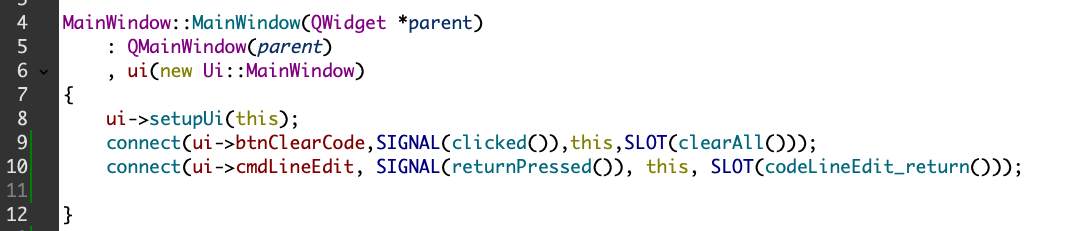 4 MainWindow::MainWindow(QWidget *parent)
5     : QMainWindow(parent)
6     , ui(new Ui::MainWindow)
7 {
8     ui->setupUi(this);
9     connect(ui->btnClearCode,SIGNAL(clicked()),this,SLOT(clearAll()));
10     connect(ui->cmdLineEdit, SIGNAL(returnPressed()), this, SLOT(codeLineEdit_return()));
11
12 }